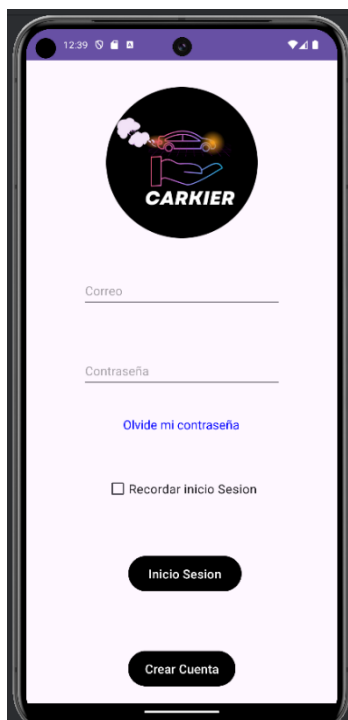 12:39
CARKIER
Correo
Contraseña
Olvide mi contraseña
Recordar inicio Sesion
Inicio Sesion
Crear Cuenta